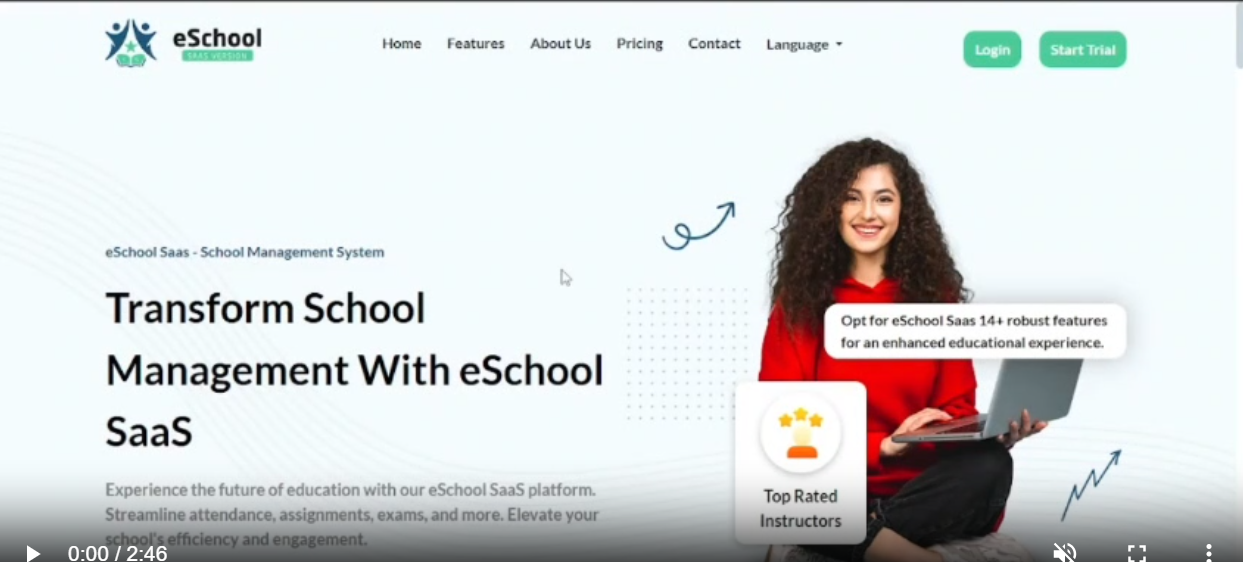 eSchool
SAAS VERSION
Home
Features
About Us
Pricing
Contact
Language
Login
Start Trial
eSchool Saas - School Management System
Transform School
Management With eSchool
SaaS
Experience the future of education with our eSchool SaaS platform.
Streamline attendance, assignments, exams, and more. Elevate your
school's efficiency and engagement.
Opt for eSchool Saas 14+ robust features
for an enhanced educational experience.
Top Rated
Instructors
0:00 / 2:46